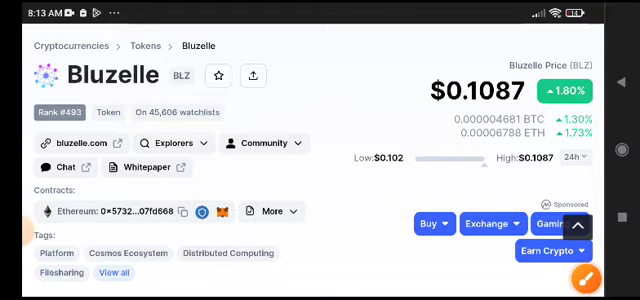 8:13 AM
Cryptocurrencies > Tokens > Bluzelle
Bluzelle BLZ
Rank #493 Token On 45,606 watchlists
bluzelle.com Explorers Community
Chat Whitepaper
Contracts:
Ethereum: 0x5732...07fd668 More
Tags:
Platform Cosmos Ecosystem Distributed Computing
Filesharing View all
Bluzelle Price (BLZ)
$0.1087 1.80%
0.000004681 BTC 1.30%
0.00006788 ETH 1.73%
Low:$0.102 High:$0.1087 24h
Sponsored
Buy Exchange Gamin
Earn Crypto